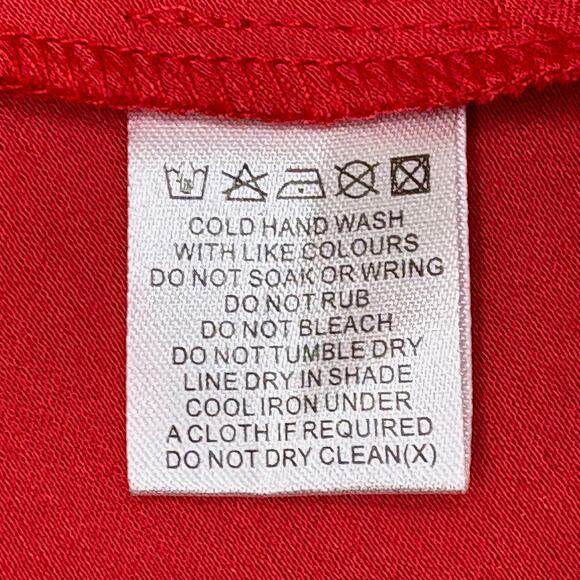 COLD HAND WASH
WITH LIKE COLOURS
DO NOT SOAK OR WRING
DO NOT RUB
DO NOT BLEACH
DO NOT TUMBLE DRY
LINE DRY IN SHADE
COOL IRON UNDER
A CLOTH IF REQUIRED
DO NOT DRY CLEAN(X)